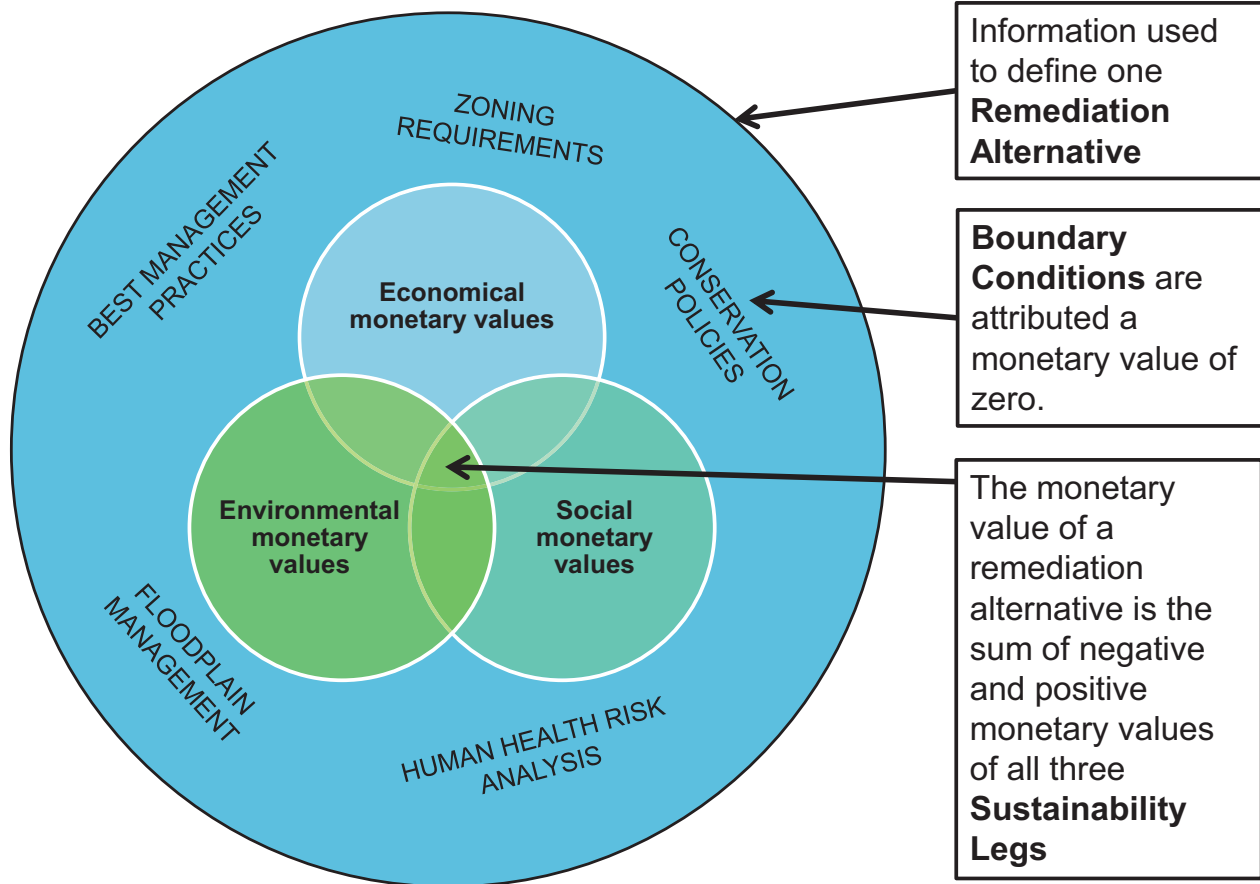 ZONING
REQUIREMENTS
BEST MANAGEMENT
PRACTICES
CONSERVATION
POLICIES
Economical
monetary values
Environmental
monetary
values
Social
monetary
values
FLOODPLAIN
MANAGEMENT
HUMAN HEALTH RISK
ANALYSIS
Information used
to define one
Remediation
Alternative
Boundary
Conditions are
attributed a
monetary value of
zero.
The monetary
value of a
remediation
alternative is the
sum of negative
and positive
monetary values
of all three
Sustainability
Legs